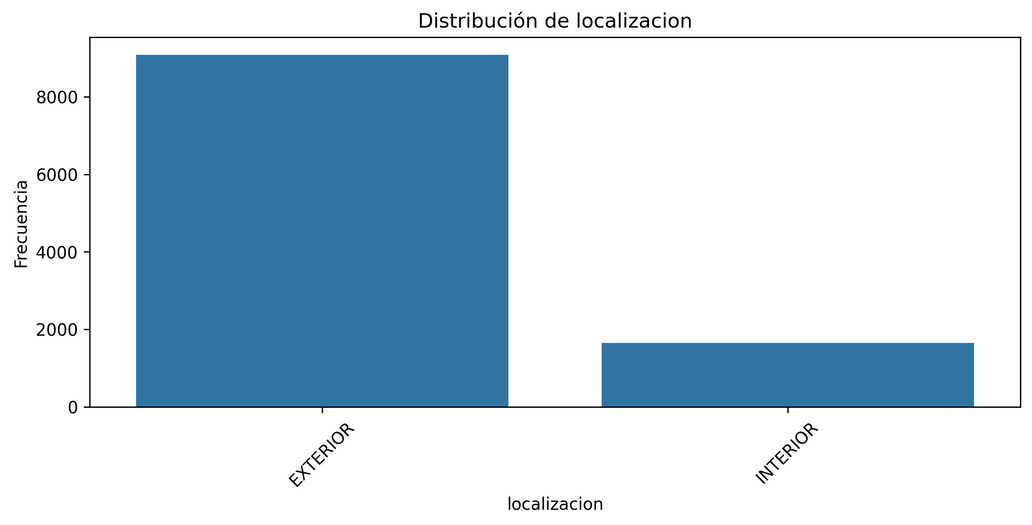 Distribución de localizacion
Frecuencia
8000
6000
4000
2000
0
EXTERIOR
INTERIOR
localizacion